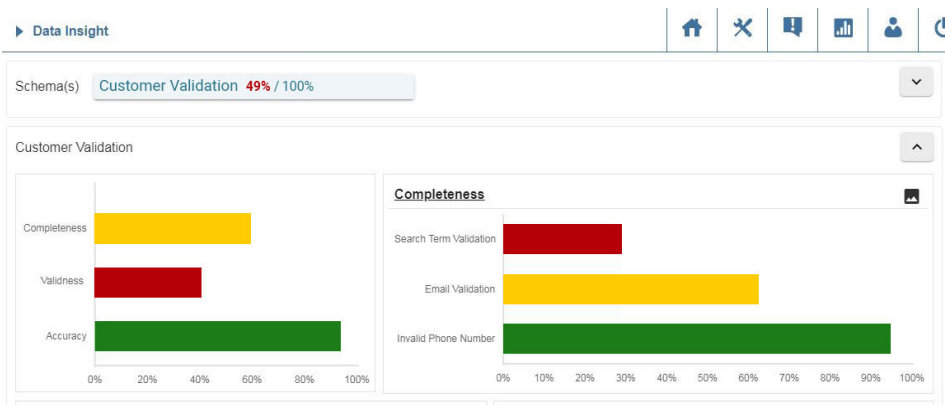 Data Insight
Schema(s) Customer Validation 49% / 100%
Customer Validation
Completeness
Validness
Accuracy
0% 20% 40% 60% 80% 100%
Completeness
Search Term Validation
Email Validation
Invalid Phone Number
0% 10% 20% 30% 40% 50% 60% 70% 80% 90% 100%